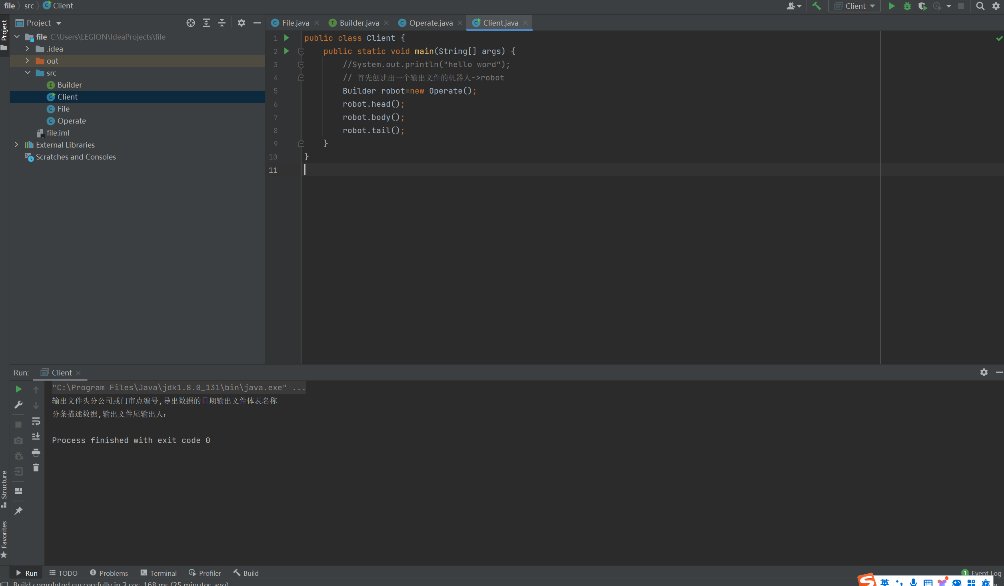 file › src › Client
Client
Project
Project
File.java
Builder.java
Operate.java
Client.java
file C:\Users\LEGION\IdeaProjects\file
.idea
out
src
Builder
Client
File
Operate
file.iml
External Libraries
Scratches and Consoles
1 public class Client {
2 public static void main(String[] args) {
3 //System.out.println("hello word");
4 // 首先创建出一个输出文件的机器人->robot
5 Builder robot=new Operate();
6 robot.head();
7 robot.body();
8 robot.tail();
9 }
10 }
11
Run: Client
"C:\Program Files\Java\jdk1.8.0_131\bin\java.exe" ...
输出文件头分公司或门市点编号,导出数据的日期输出文件体表名称
分条描述数据,输出文件尾输出人:
Process finished with exit code 0
Structure
Favorites
Run TODO Problems Terminal Profiler Build
1 Event Log
Build completed successfully in 3 sec, 168 ms (25 minutes ago)
英